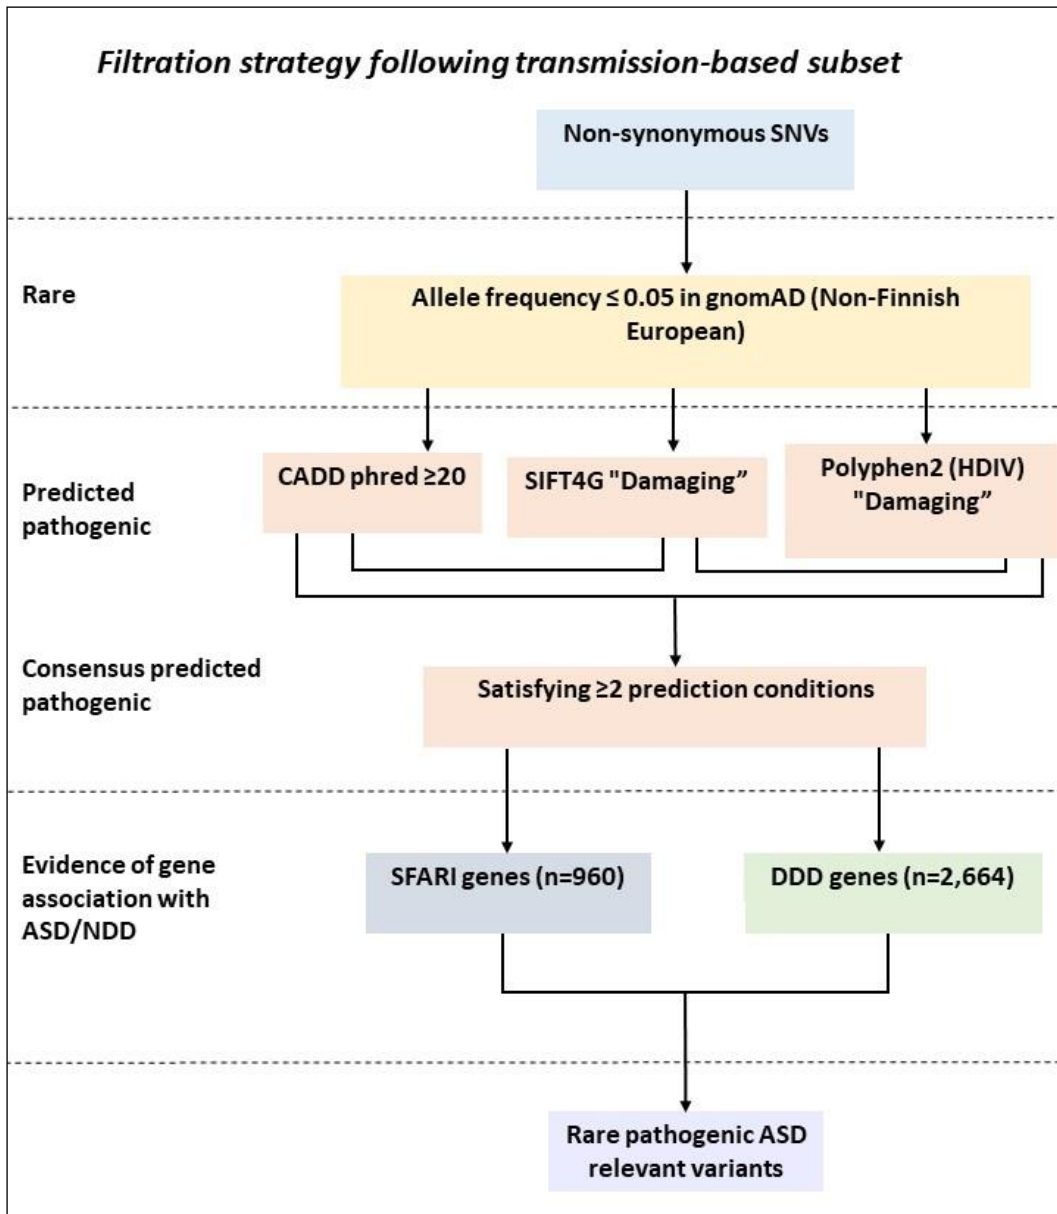 Filtration strategy following transmission-based subset
Non-synonymous SNVs
Rare
Allele frequency ≤ 0.05 in gnomAD (Non-Finnish
European)
Predicted
pathogenic
CADD phred ≥20
SIFT4G "Damaging”
Polyphen2 (HDIV)
"Damaging”
Consensus predicted
pathogenic
Satisfying ≥2 prediction conditions
Evidence of gene
association with
ASD/NDD
SFARI genes (n=960)
DDD genes (n=2,664)
Rare pathogenic ASD
relevant variants